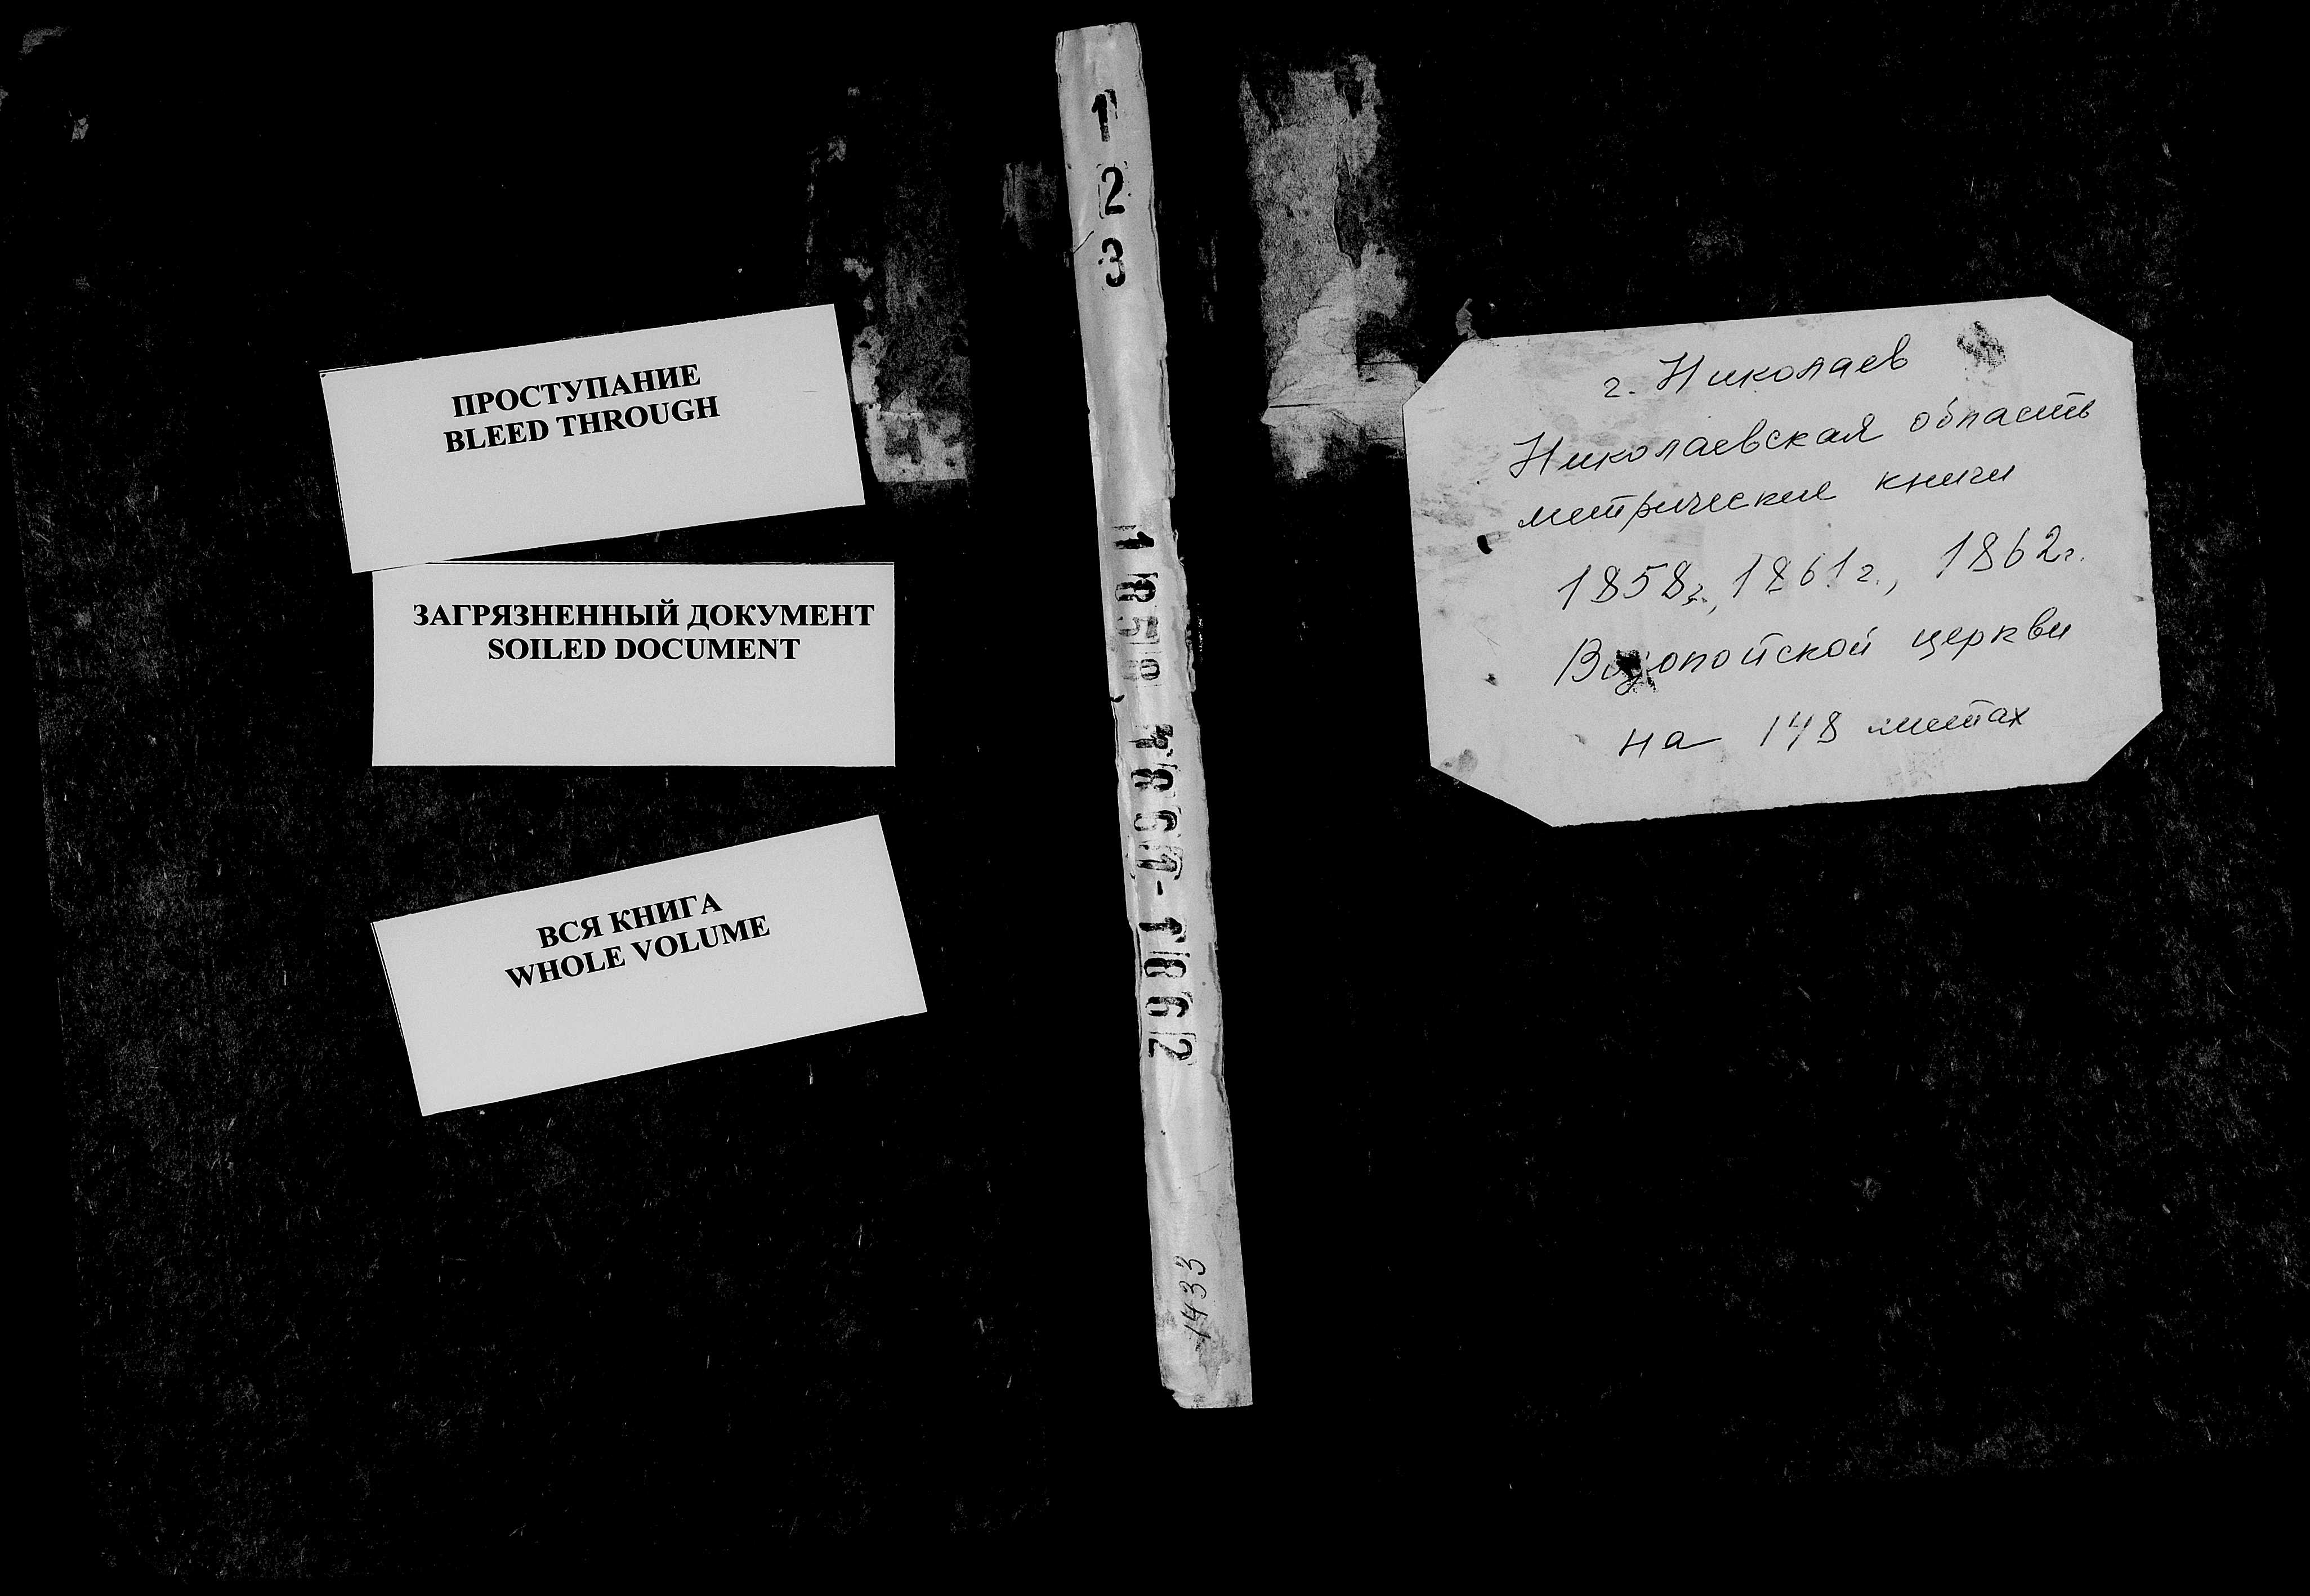 ПРОСТУПАНИЕ
BLEED THROUGH
ЗАГРЯЗНЕННЫЙ ДОКУМЕНТ
SOILED DOCUMENT
ВСЯ КНИГА
WHOLE VOLUME
1
2
3
1858, 1861-1862
1433
г. Николаев
Николаевская область
метрические книги
1858г., 1861г., 1862г.
Водопойской церкви
на 148 листах